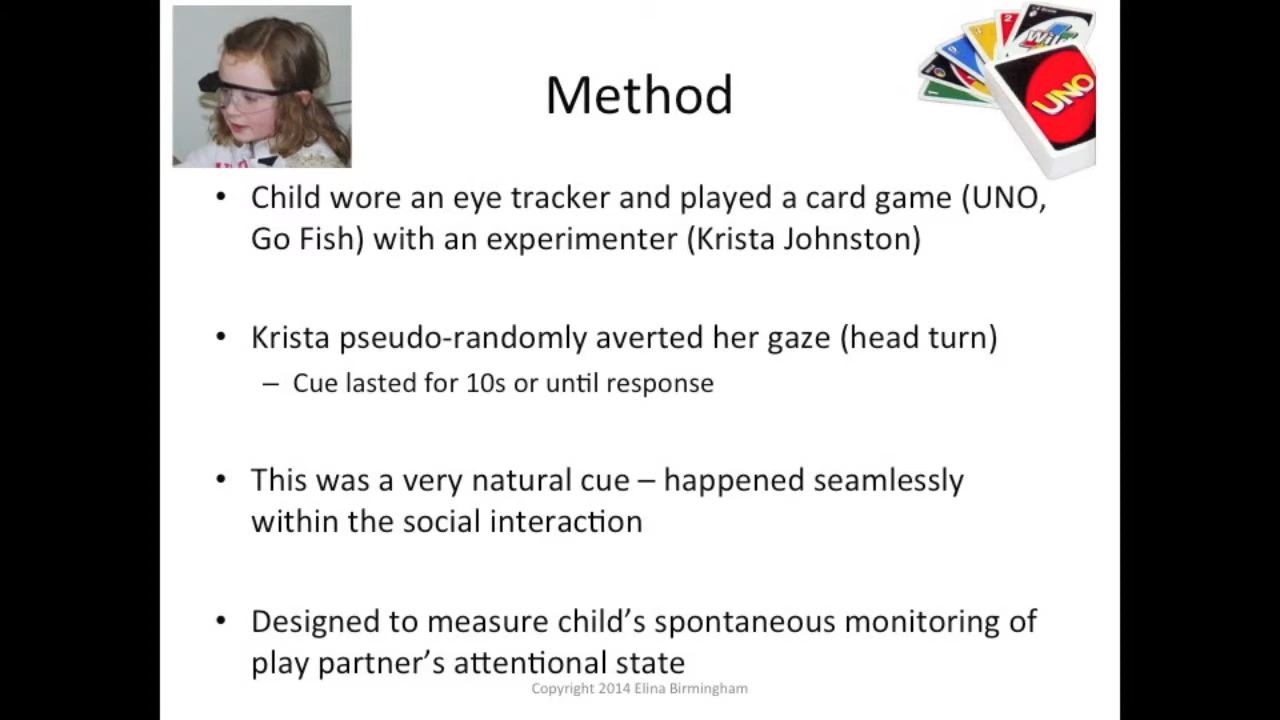 Method
WilD
UNO
• Child wore an eye tracker and played a card game (UNO,
Go Fish) with an experimenter (Krista Johnston)
• Krista pseudo-randomly averted her gaze (head turn)
– Cue lasted for 10s or until response
• This was a very natural cue – happened seamlessly
within the social interaction
• Designed to measure child’s spontaneous monitoring of
play partner’s attentional state
Copyright 2014 Elina Birmingham